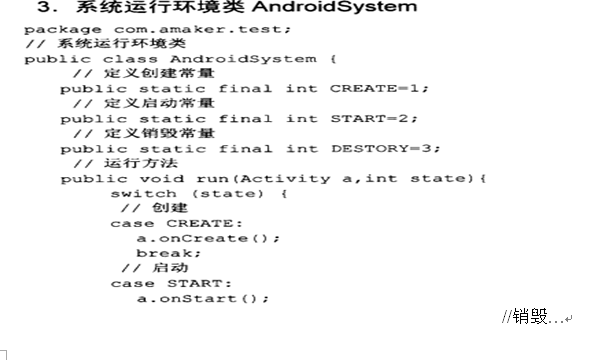 3. 系统运行环境类 AndroidSystem
package com.amaker.test;
// 系统运行环境类
public class AndroidSystem {
// 定义创建常量
public static final int CREATE=1;
// 定义启动常量
public static final int START=2;
// 定义销毁常量
public static final int DESTORY=3;
// 运行方法
public void run(Activity a,int state){
switch (state) {
// 创建
case CREATE:
a.onCreate();
break;
// 启动
case START:
a.onStart();
//销毁…